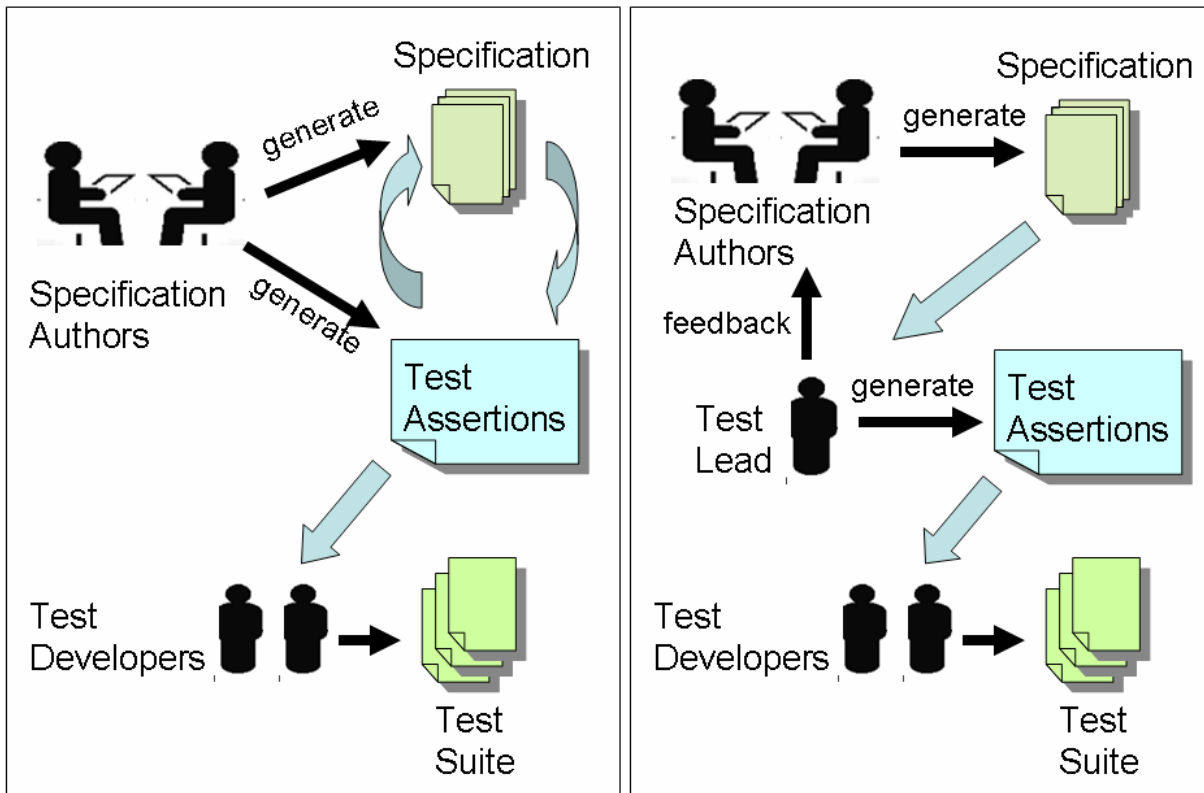 Specification
generate
generate
Specification
Authors
Test
Assertions
Test
Developers
Test
Suite
Specification
generate
Specification
Authors
feedback
generate
Test
Lead
Test
Assertions
Test
Developers
Test
Suite